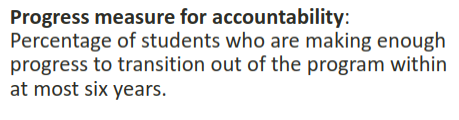 Progress measure for accountability:
Percentage of students who are making enough
progress to transition out of the program within
at most six years.